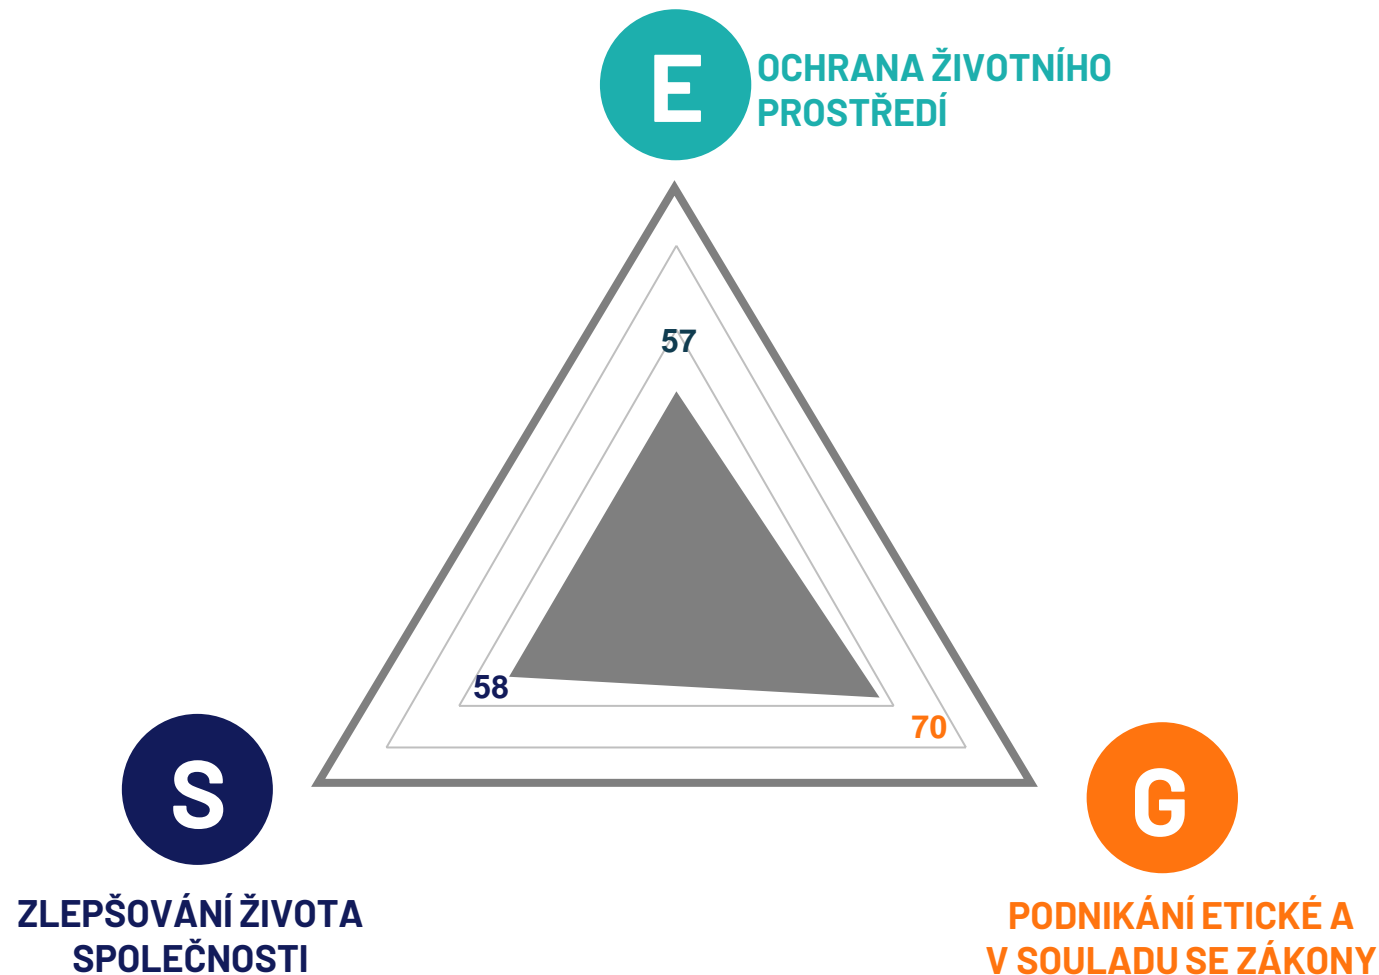 E
OCHRANA ŽIVOTNÍHO
PROSTŘEDÍ
57
58
70
S
G
ZLEPŠOVÁNÍ ŽIVOTA
SPOLEČNOSTI
PODNIKÁNÍ ETICKÉ A
V SOULADU SE ZÁKONY